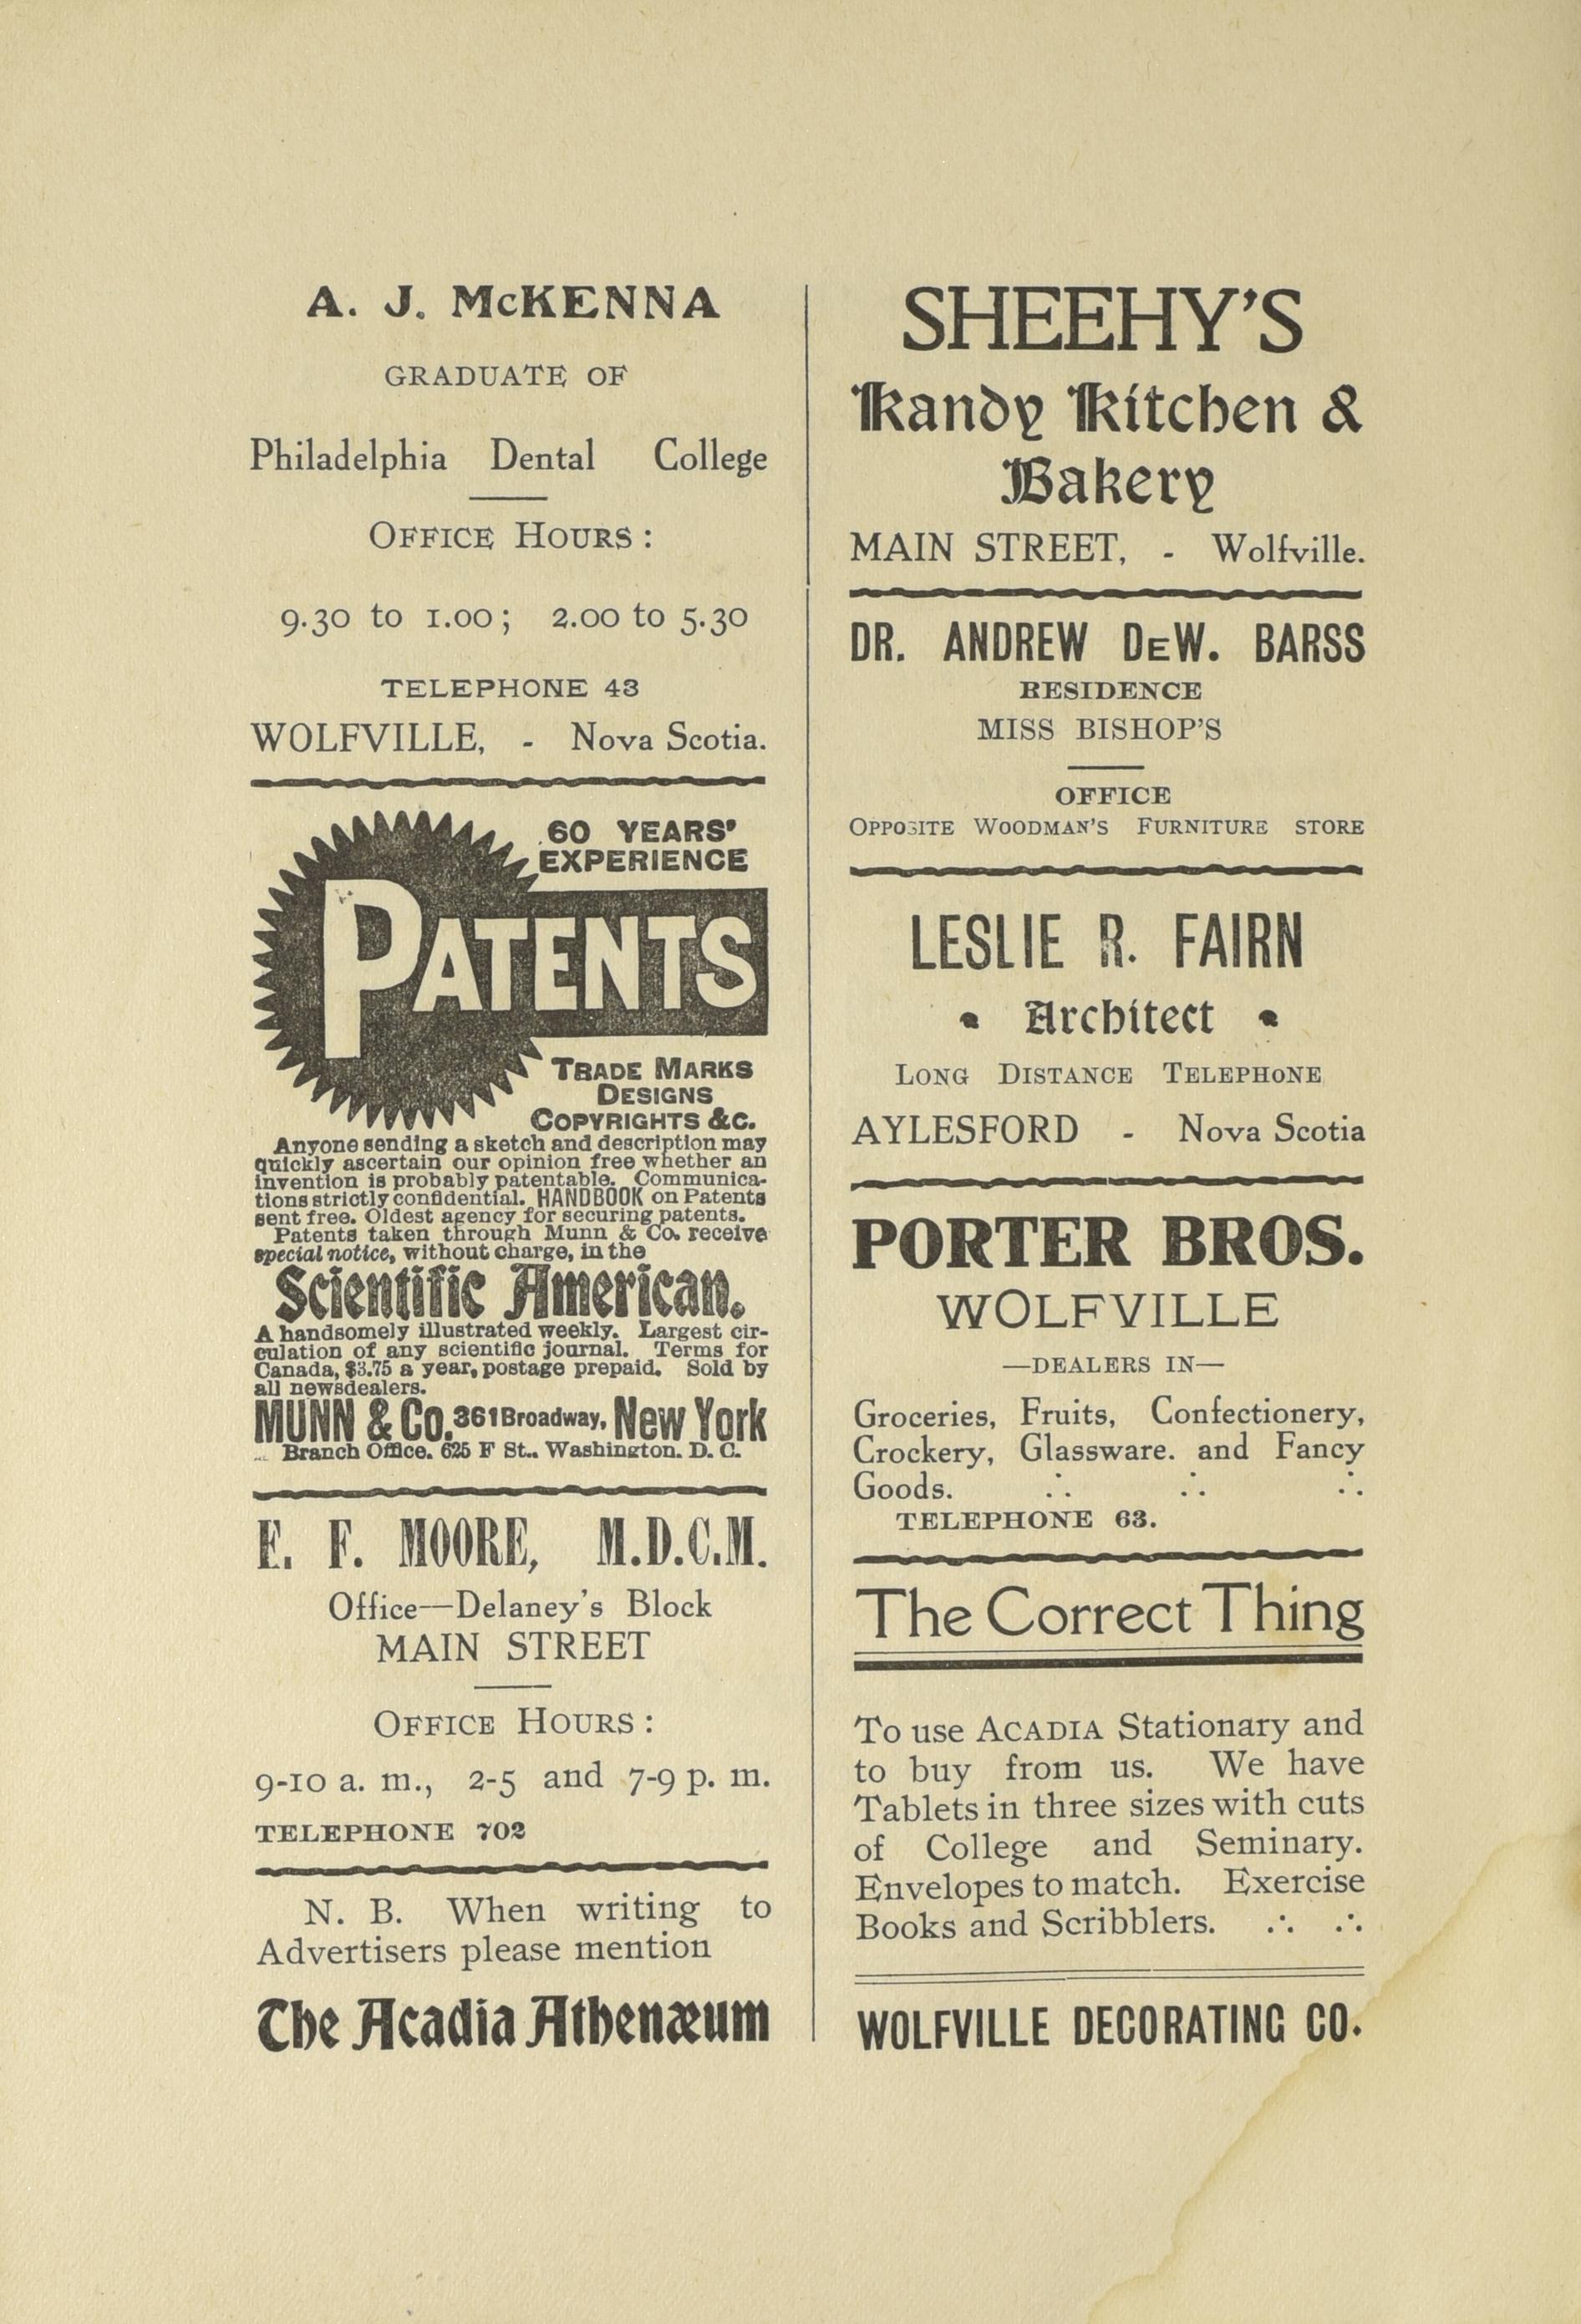 A. J. McKENNA
GRADUATE OF
Philadelphia Dental College
OFFICE HOURS :
9.30 to 1.00 ; 2.00 to 5.30
TELEPHONE 43
WOLFVILLE, - Nova Scotia.
60 YEARS'
EXPERIENCE
PATENTS
TRADE MARKS
DESIGNS
COPYRIGHTS &C.
Anyone sending a sketch and description may
quickly ascertain our opinion free whether an
invention is probably patentable. Communica-
tions strictly confidential. HANDBOOK on Patents
sent free. Oldest agency for securing patents.
Patents taken through Munn & Co. receive
special notice, without charge, in the
Scientific American.
A handsomely illustrated weekly. Largest cir-
culation of any scientific journal. Terms for
Canada, $3.75 a year, postage prepaid. Sold by
all newsdealers.
MUNN & Co. 361 Broadway, New York
Branch Office. 625 F St.. Washington. D. C.
E. F. MOORE, M.D.C.M.
Office—Delaney's Block
MAIN STREET
OFFICE HOURS :
9-10 a. m., 2-5 and 7-9 p. m.
TELEPHONE 702
N. B. When writing to
Advertisers please mention
The Acadia Athenæum
SHEEHY'S
Kandy Kitchen &
Bakery
MAIN STREET, - Wolfville.
DR. ANDREW DEW. BARSS
RESIDENCE
MISS BISHOP'S
OFFICE
OPPOSITE WOODMAN'S FURNITURE STORE
LESLIE R. FAIRN
• Architect •
LONG DISTANCE TELEPHONE
AYLESFORD - Nova Scotia
PORTER BROS.
WOLFVILLE
—DEALERS IN—
Groceries, Fruits, Confectionery,
Crockery, Glassware. and Fancy
Goods. ∴ ∴ ∴
TELEPHONE 63.
The Correct Thing
To use ACADIA Stationary and
to buy from us. We have
Tablets in three sizes with cuts
of College and Seminary.
Envelopes to match. Exercise
Books and Scribblers. ∴ ∴
WOLFVILLE DECORATING CO.